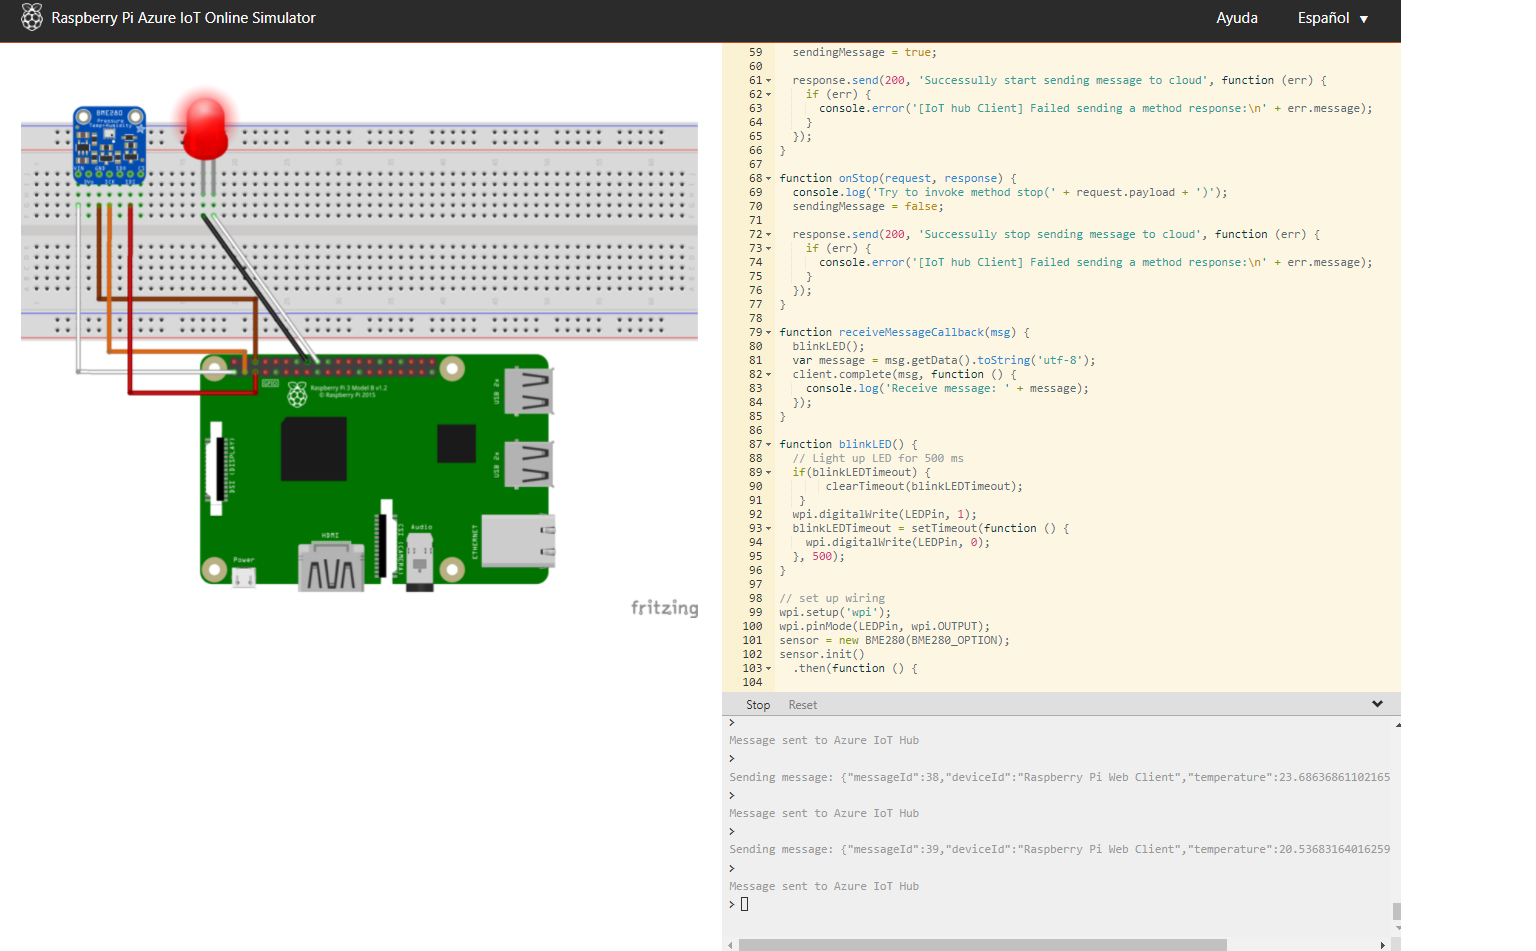 Raspberry Pi Azure IoT Online Simulator
Ayuda
Español ▼
BME280
Pressure
Temp+Humidity
GPIO
Raspberry Pi 3 Model B v1.2
© Raspberry Pi 2015
USB 2x
USB 2x
ETHERNET
DSI (DISPLAY)
CSI (CAMERA)
Audio
HDMI
Power
fritzing
59 sendingMessage = true;
60
61 response.send(200, 'Successully start sending message to cloud', function (err) {
62 if (err) {
63 console.error('[IoT hub Client] Failed sending a method response:\n' + err.message);
64 }
65 });
66 }
67
68 function onStop(request, response) {
69 console.log('Try to invoke method stop(' + request.payload + ')');
70 sendingMessage = false;
71
72 response.send(200, 'Successully stop sending message to cloud', function (err) {
73 if (err) {
74 console.error('[IoT hub Client] Failed sending a method response:\n' + err.message);
75 }
76 });
77 }
78
79 function receiveMessageCallback(msg) {
80 blinkLED();
81 var message = msg.getData().toString('utf-8');
82 client.complete(msg, function () {
83 console.log('Receive message: ' + message);
84 });
85 }
86
87 function blinkLED() {
88 // Light up LED for 500 ms
89 if(blinkLEDTimeout) {
90 clearTimeout(blinkLEDTimeout);
91 }
92 wpi.digitalWrite(LEDPin, 1);
93 blinkLEDTimeout = setTimeout(function () {
94 wpi.digitalWrite(LEDPin, 0);
95 }, 500);
96 }
97
98 // set up wiring
99 wpi.setup('wpi');
100 wpi.pinMode(LEDPin, wpi.OUTPUT);
101 sensor = new BME280(BME280_OPTION);
102 sensor.init()
103 .then(function () {
104
Stop Reset
>
Message sent to Azure IoT Hub
>
Sending message: {"messageId":38,"deviceId":"Raspberry Pi Web Client","temperature":23.68636861102165
>
Message sent to Azure IoT Hub
>
Sending message: {"messageId":39,"deviceId":"Raspberry Pi Web Client","temperature":20.53683164016259
>
Message sent to Azure IoT Hub
>